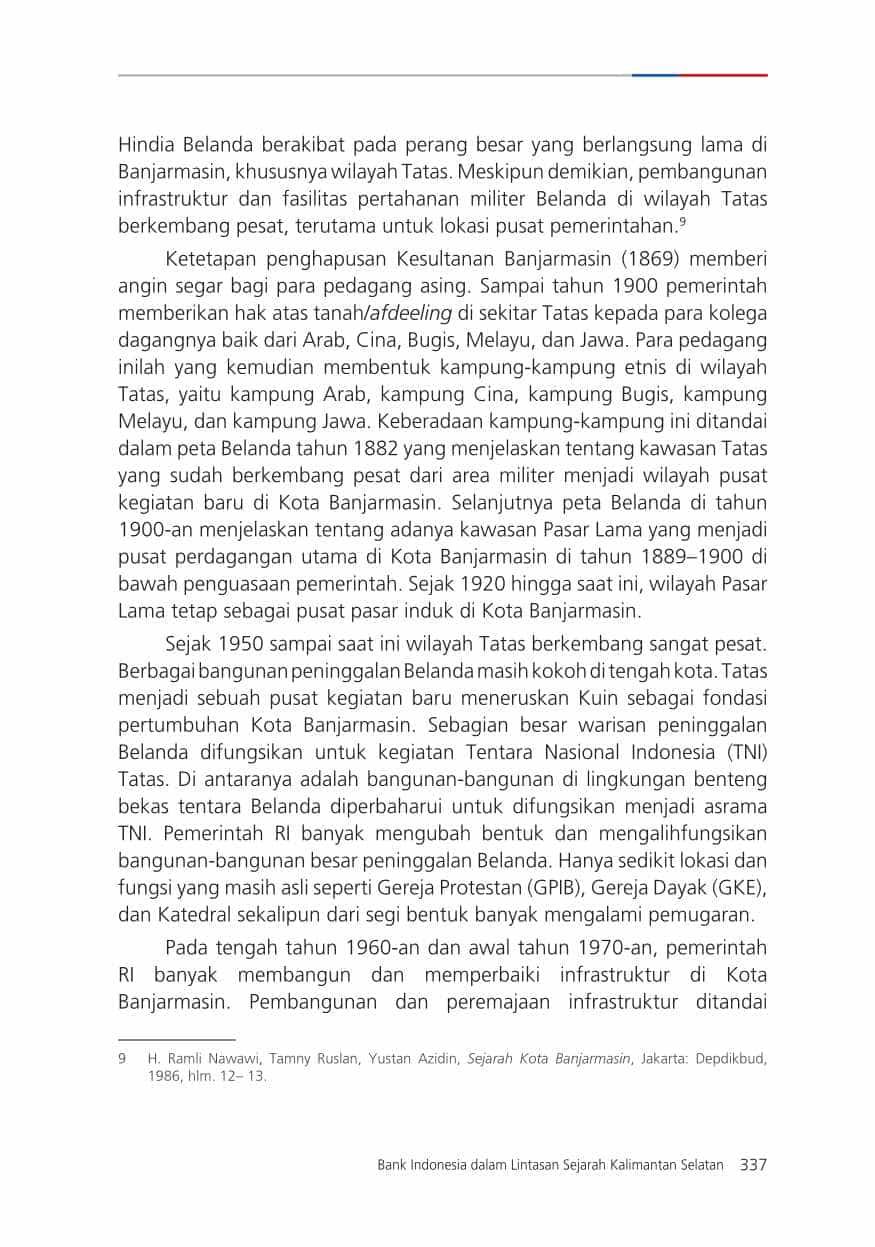 Hindia Belanda berakibat pada perang besar yang berlangsung lama di
Banjarmasin, khususnya wilayah Tatas. Meskipun demikian, pembangunan
infrastruktur dan fasilitas pertahanan militer Belanda di wilayah Tatas
berkembang pesat, terutama untuk lokasi pusat pemerintahan.⁹
Ketetapan penghapusan Kesultanan Banjarmasin (1869) memberi
angin segar bagi para pedagang asing. Sampai tahun 1900 pemerintah
memberikan hak atas tanah/afdeeling di sekitar Tatas kepada para kolega
dagangnya baik dari Arab, Cina, Bugis, Melayu, dan Jawa. Para pedagang
inilah yang kemudian membentuk kampung-kampung etnis di wilayah
Tatas, yaitu kampung Arab, kampung Cina, kampung Bugis, kampung
Melayu, dan kampung Jawa. Keberadaan kampung-kampung ini ditandai
dalam peta Belanda tahun 1882 yang menjelaskan tentang kawasan Tatas
yang sudah berkembang pesat dari area militer menjadi wilayah pusat
kegiatan baru di Kota Banjarmasin. Selanjutnya peta Belanda di tahun
1900-an menjelaskan tentang adanya kawasan Pasar Lama yang menjadi
pusat perdagangan utama di Kota Banjarmasin di tahun 1889–1900 di
bawah penguasaan pemerintah. Sejak 1920 hingga saat ini, wilayah Pasar
Lama tetap sebagai pusat pasar induk di Kota Banjarmasin.
Sejak 1950 sampai saat ini wilayah Tatas berkembang sangat pesat.
Berbagai bangunan peninggalan Belanda masih kokoh di tengah kota. Tatas
menjadi sebuah pusat kegiatan baru meneruskan Kuin sebagai fondasi
pertumbuhan Kota Banjarmasin. Sebagian besar warisan peninggalan
Belanda difungsikan untuk kegiatan Tentara Nasional Indonesia (TNI)
Tatas. Di antaranya adalah bangunan-bangunan di lingkungan benteng
bekas tentara Belanda diperbaharui untuk difungsikan menjadi asrama
TNI. Pemerintah RI banyak mengubah bentuk dan mengalihfungsikan
bangunan-bangunan besar peninggalan Belanda. Hanya sedikit lokasi dan
fungsi yang masih asli seperti Gereja Protestan (GPIB), Gereja Dayak (GKE),
dan Katedral sekalipun dari segi bentuk banyak mengalami pemugaran.
Pada tengah tahun 1960-an dan awal tahun 1970-an, pemerintah
RI banyak membangun dan memperbaiki infrastruktur di Kota
Banjarmasin. Pembangunan dan peremajaan infrastruktur ditandai
9 H. Ramli Nawawi, Tamny Ruslan, Yustan Azidin, Sejarah Kota Banjarmasin, Jakarta: Depdikbud,
1986, hlm. 12– 13.
Bank Indonesia dalam Lintasan Sejarah Kalimantan Selatan 337